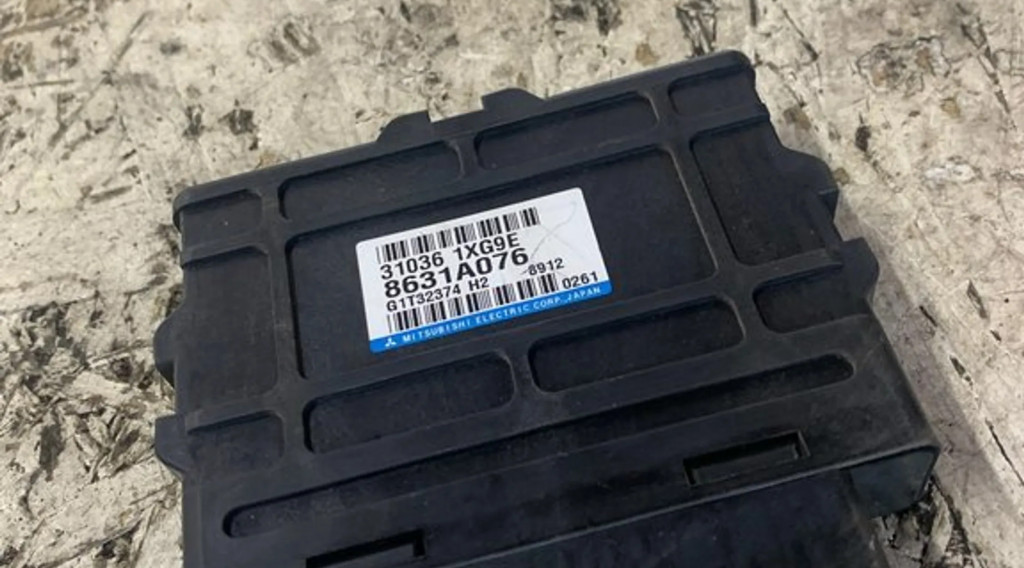 31036 1XG9E
8631A076
G1T32374 H2 8912
0261
MITSUBISHI ELECTRIC CORP. JAPAN